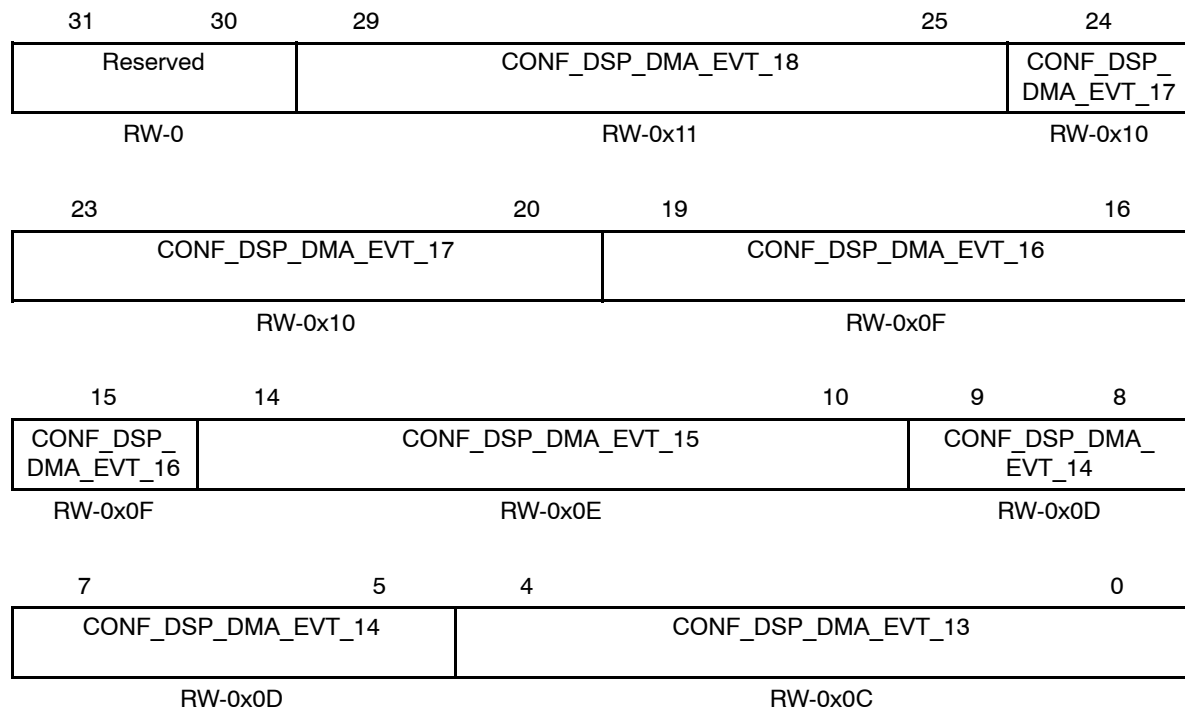 31 30 29 25 24
Reserved CONF_DSP_DMA_EVT_18 CONF_DSP_
DMA_EVT_17
RW-0 RW-0x11 RW-0x10
23 20 19 16
CONF_DSP_DMA_EVT_17 CONF_DSP_DMA_EVT_16
RW-0x10 RW-0x0F
15 14 10 9 8
CONF_DSP_ CONF_DSP_DMA_EVT_15 CONF_DSP_DMA_
DMA_EVT_16 EVT_14
RW-0x0F RW-0x0E RW-0x0D
7 5 4 0
CONF_DSP_DMA_EVT_14 CONF_DSP_DMA_EVT_13
RW-0x0D RW-0x0C